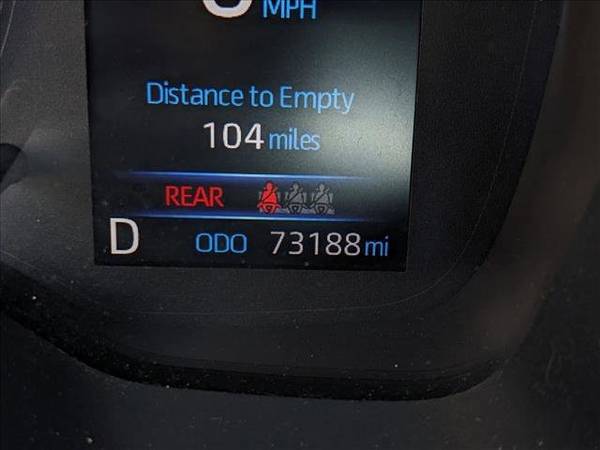 MPH
Distance to Empty
104 miles
REAR
D ODO 73188 mi